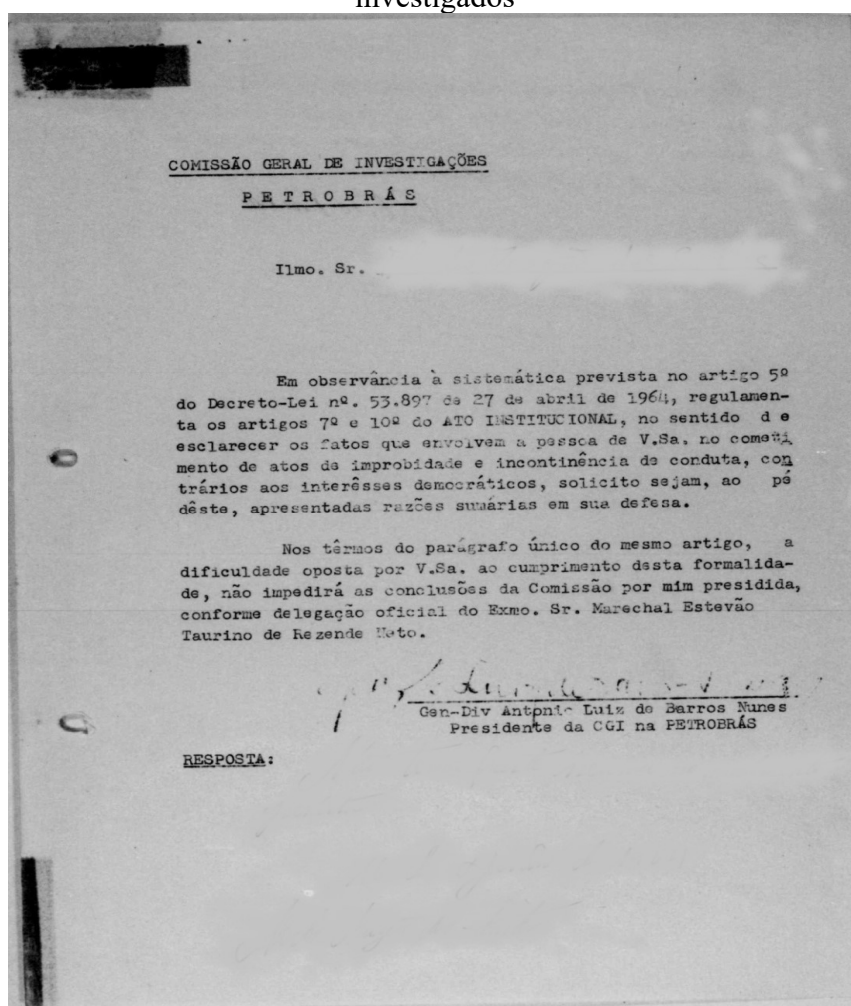 investigados
COMISSÃO GERAL DE INVESTIGAÇÕES
PETROBRÁS
Ilmo. Sr.
Em observância à sistemática prevista no artigo 5º
do Decreto-Lei nº. 53.897 de 27 de abril de 1964, regulamen-
ta os artigos 7º e 10º do ATO INSTITUCIONAL, no sentido d e
esclarecer os fatos que envolvem a pessoa de V.Sa. no cometi
mento de atos de improbidade e incontinência de conduta, con
trários aos interêsses democráticos, solicito sejam, ao pé
dêste, apresentadas razões sumárias em sua defesa.
Nos têrmos do parágrafo único do mesmo artigo, a
dificuldade oposta por V.Sa. ao cumprimento desta formalida-
de, não impedirá as conclusões da Comissão por mim presidida,
conforme delegação oficial do Exmo. Sr. Marechal Estevão
Taurino de Rezende Neto.
Gen-Div Antonio Luiz de Barros Nunes
Presidente da CGI na PETROBRÁS
RESPOSTA: